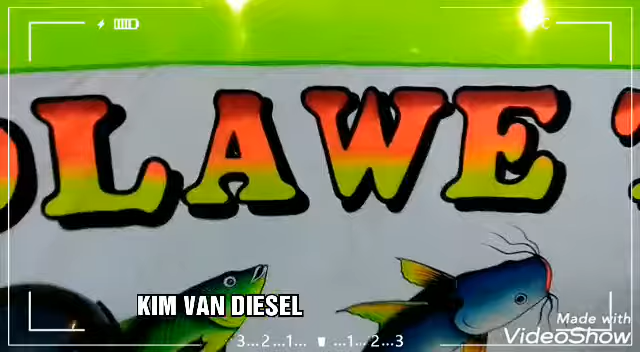 LAWE
KIM VAN DIESEL
3...2...1... ...1... 2...3
Made with
VideoShow